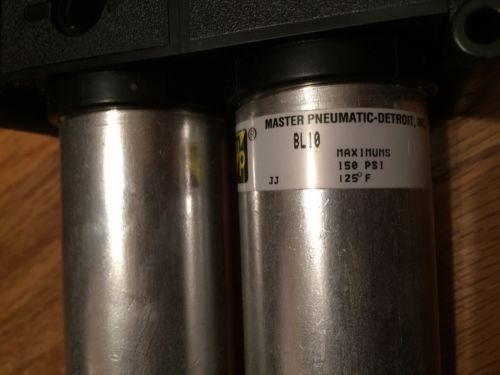 MASTER PNEUMATIC-DETROIT, INC.
BL10
MAXIMUMS
150 PSI
JJ 125° F
p ®